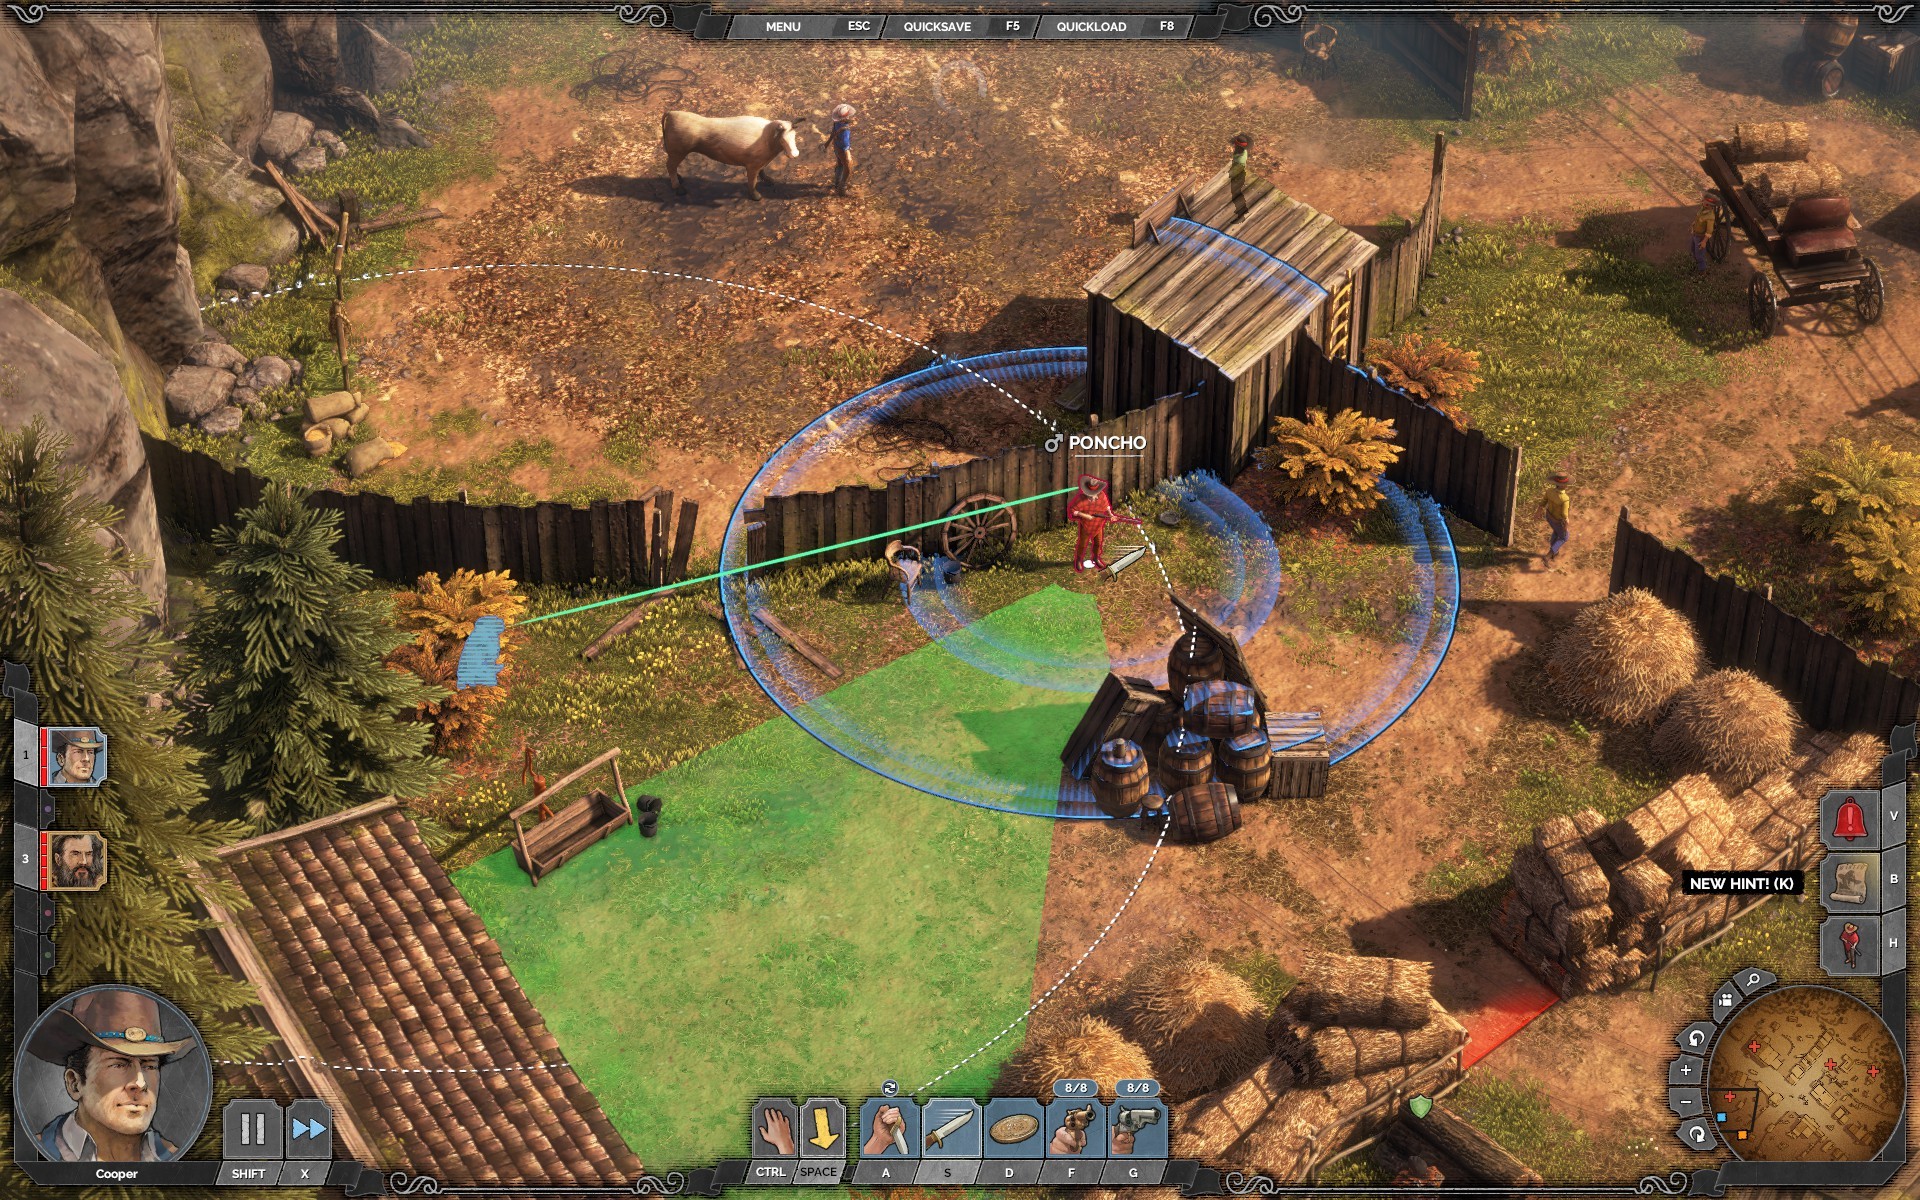 MENU ESC QUICKSAVE F5 QUICKLOAD F8
♂ PONCHO
1
3
V
B
NEW HINT! (K)
H
+
−
8/8 8/8
Cooper SHIFT X CTRL SPACE A S D F G